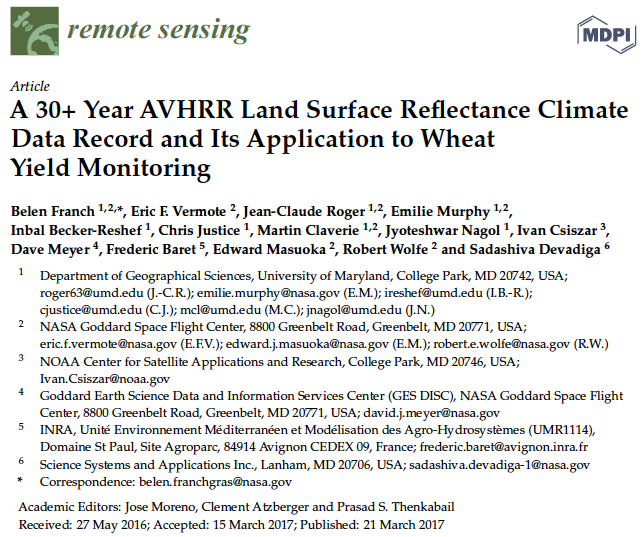 remote sensing
MDPI
Article
A 30+ Year AVHRR Land Surface Reflectance Climate
Data Record and Its Application to Wheat
Yield Monitoring
Belen Franch 1,2,*, Eric F. Vermote 2, Jean-Claude Roger 1,2, Emilie Murphy 1,2,
Inbal Becker-Reshef 1, Chris Justice 1, Martin Claverie 1,2, Jyoteshwar Nagol 1, Ivan Csiszar 3,
Dave Meyer 4, Frederic Baret 5, Edward Masuoka 2, Robert Wolfe 2 and Sadashiva Devadiga 6
1 Department of Geographical Sciences, University of Maryland, College Park, MD 20742, USA;
roger63@umd.edu (J.-C.R.); emilie.murphy@nasa.gov (E.M.); ireshef@umd.edu (I.B.-R.);
cjustice@umd.edu (C.J.); mcl@umd.edu (M.C.); jnagol@umd.edu (J.N.)
2 NASA Goddard Space Flight Center, 8800 Greenbelt Road, Greenbelt, MD 20771, USA;
eric.f.vermote@nasa.gov (E.F.V.); edward.j.masuoka@nasa.gov (E.M.); robert.e.wolfe@nasa.gov (R.W.)
3 NOAA Center for Satellite Applications and Research, College Park, MD 20746, USA;
Ivan.Csiszar@noaa.gov
4 Goddard Earth Science Data and Information Services Center (GES DISC), NASA Goddard Space Flight
Center, 8800 Greenbelt Road, Greenbelt, MD 20771, USA; david.j.meyer@nasa.gov
5 INRA, Unité Environnement Méditerranéen et Modélisation des Agro-Hydrosystèmes (UMR1114),
Domaine St Paul, Site Agroparc, 84914 Avignon CEDEX 09, France; frederic.baret@avignon.inra.fr
6 Science Systems and Applications Inc., Lanham, MD 20706, USA; sadashiva.devadiga-1@nasa.gov
* Correspondence: belen.franchgras@nasa.gov
Academic Editors: Jose Moreno, Clement Atzberger and Prasad S. Thenkabail
Received: 27 May 2016; Accepted: 15 March 2017; Published: 21 March 2017